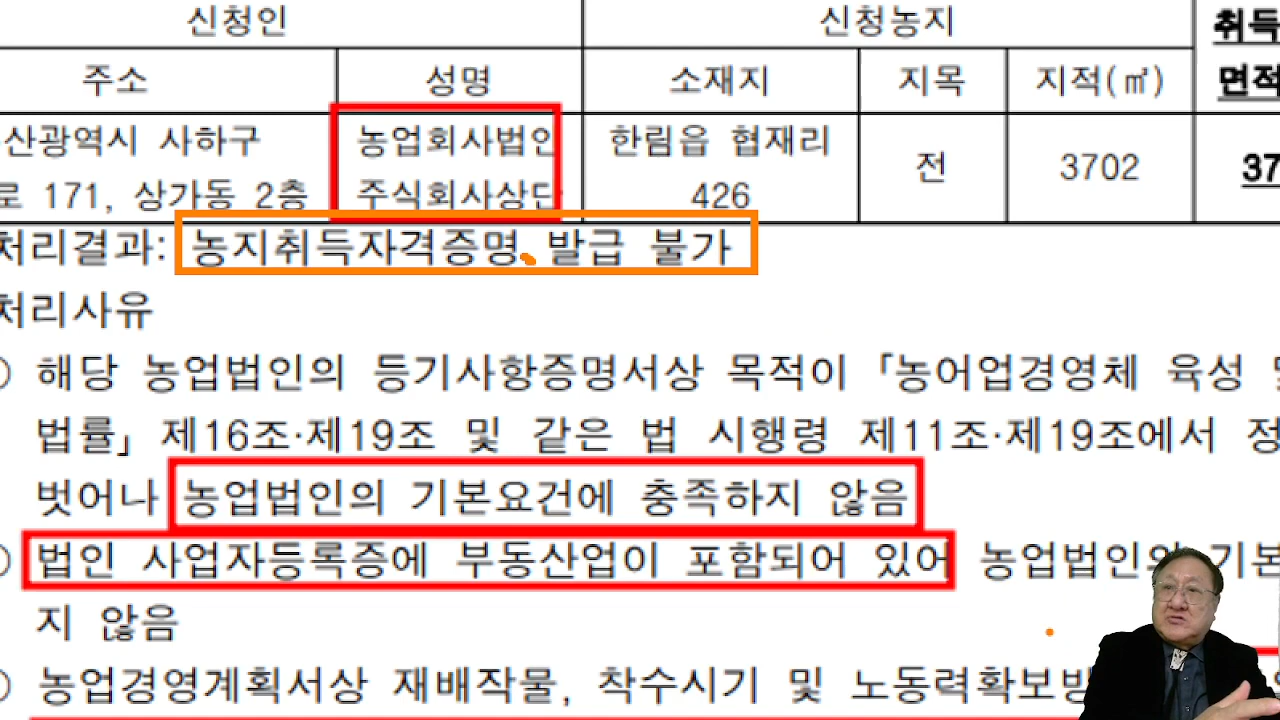 신청인 신청농지 취득
주소 성명 소재지 지목 지적(㎡) 면적
산광역시 사하구 농업회사법인 한림읍 협재리
전 3702 37
로 171, 상가동 2층 주식회사상단 426
처리결과: 농지취득자격증명 발급 불가
처리사유
해당 농업법인의 등기사항증명서상 목적이 「농어업경영체 육성 및
법률」 제16조·제19조 및 같은 법 시행령 제11조·제19조에서 정
벗어나 농업법인의 기본요건에 충족하지 않음
법인 사업자등록증에 부동산업이 포함되어 있어 농업법인의 기본
지 않음
농업경영계획서상 재배작물, 착수시기 및 노동력확보방